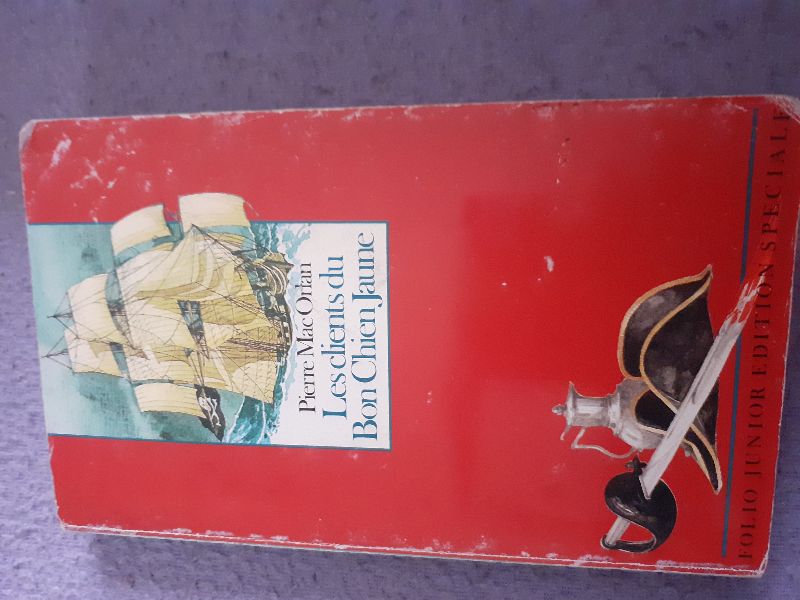 Pierre Mac Orlan
Les clients du
Bon Chien Jaune
FOLIO JUNIOR EDITION SPECIALE